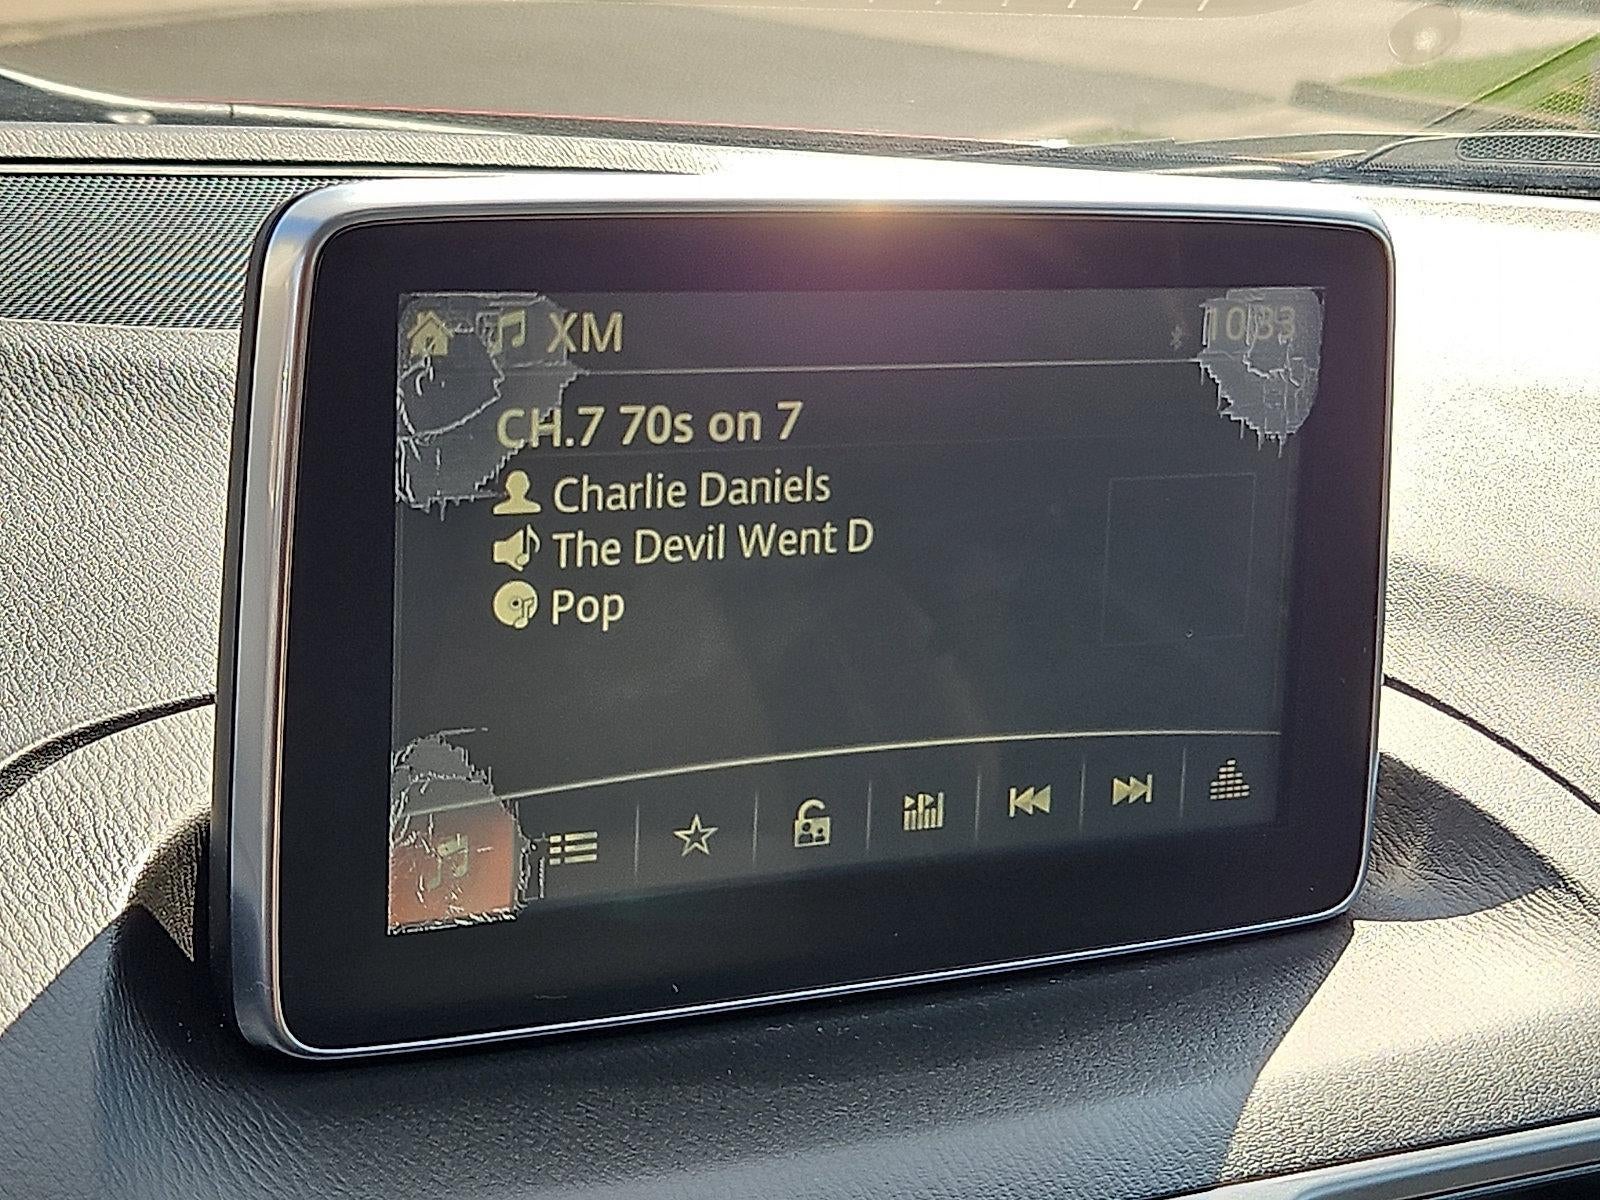 XM
10:33
CH.7 70s on 7
Charlie Daniels
The Devil Went D
Pop